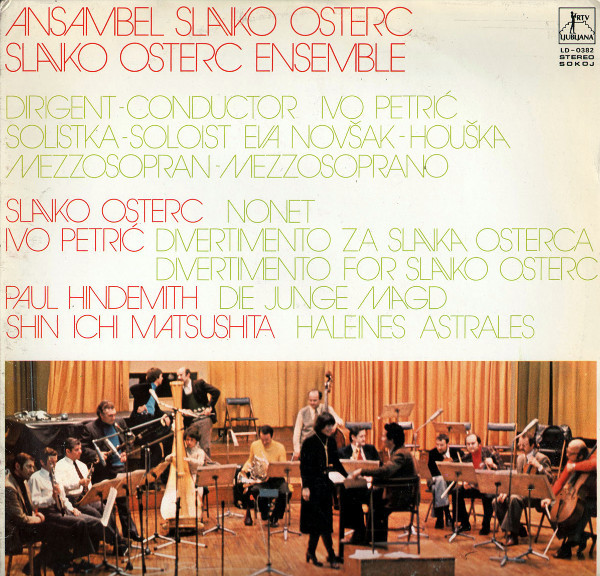 ANSAMBEL SLAVKO OSTERC
SLAVKO OSTERC ENSEMBLE
RTV
LJUBLJANA
LD-0382
STEREO
SOKOJ
DIRIGENT-CONDUCTOR IVO PETRIĆ
SOLISTKA-SOLOIST EVA NOVŠAK-HOUŠKA
MEZZOSOPRAN-MEZZOSOPRANO
SLAVKO OSTERC NONET
IVO PETRIĆ DIVERTIMENTO ZA SLAVKA OSTERCA
DIVERTIMENTO FOR SLAVKO OSTERC
PAUL HINDEMITH DIE JUNGE MAGD
SHIN ICHI MATSUSHITA HALEINES ASTRALES